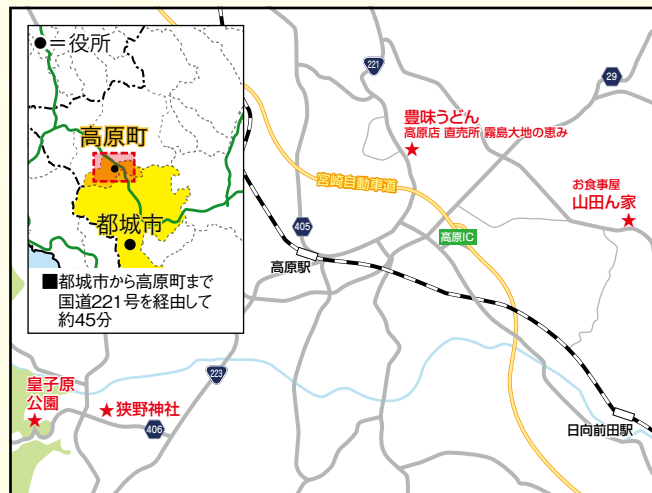 ●=役所
高原町
都城市
■都城市から高原町まで
国道221号を経由して
約45分
221
29
豊味うどん
高原店 直売所 霧島大地の恵み
宮崎自動車道
お食事屋
山田ん家
405
高原IC
高原駅
223
皇子原
公園
狭野神社
406
日向前田駅